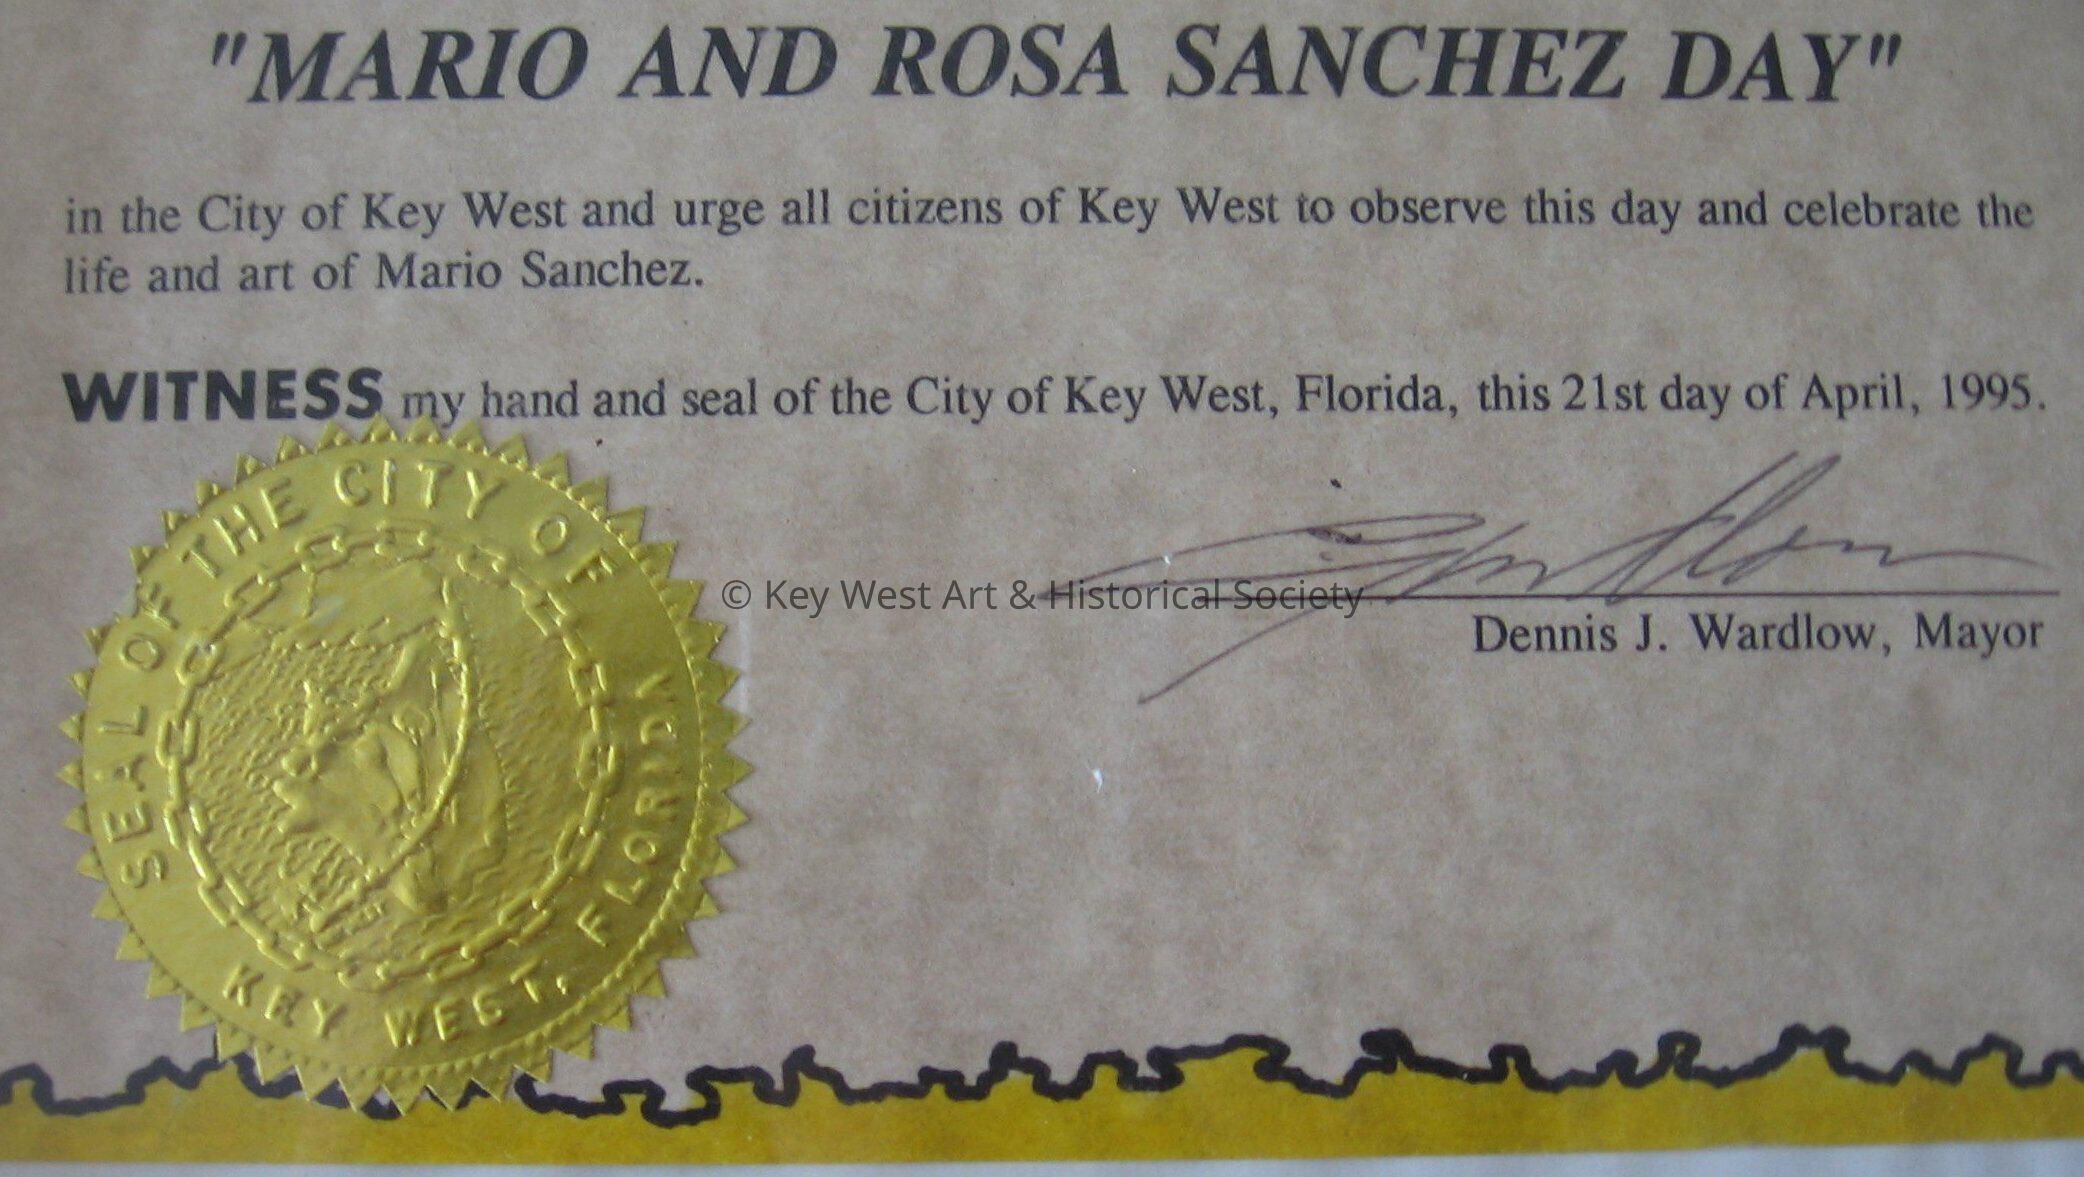 "MARIO AND ROSA SANCHEZ DAY"
in the City of Key West and urge all citizens of Key West to observe this day and celebrate the
life and art of Mario Sanchez.
WITNESS my hand and seal of the City of Key West, Florida, this 21st day of April, 1995.
© Key West Art & Historical Society
Dennis J. Wardlow, Mayor
SEAL OF THE CITY OF
KEY WEST, FLORIDA